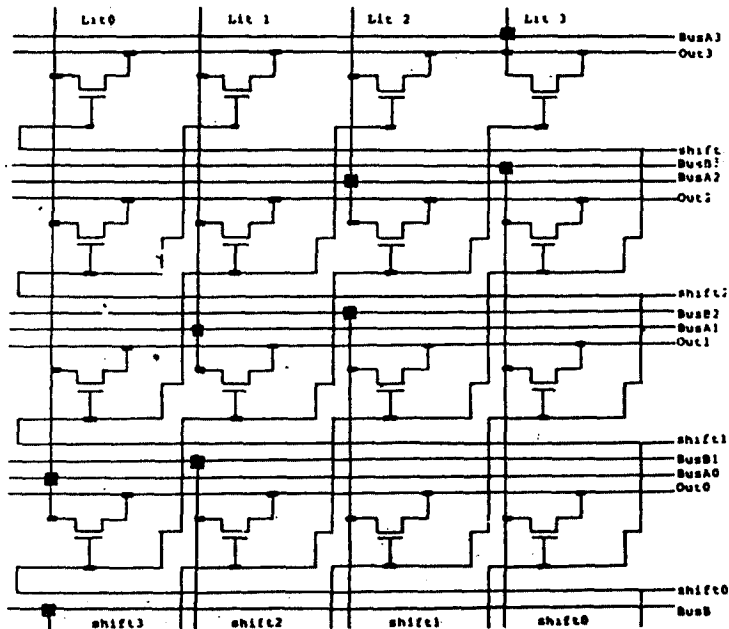 Lit0 Lit 1 Lit 2 Lit 3
BusA3
Out3
shift
BusB3
BusA2
Out2
shift2
BusB2
BusA1
Out1
shift1
BusB1
BusA0
Out0
shift0
BusB
shift3 shift2 shift1 shift0